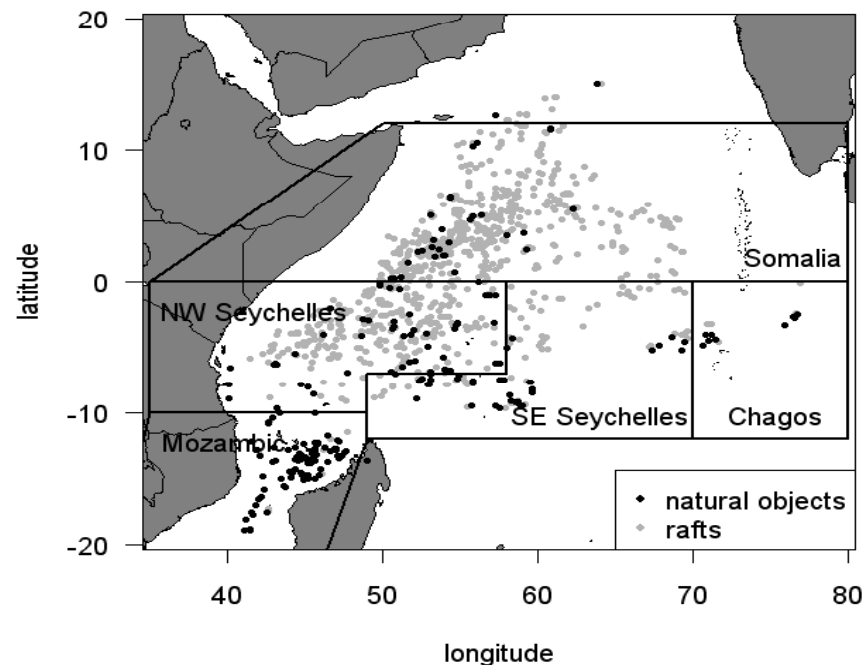 20
10
0
-10
-20
latitude
Somalia
NW Seychelles
SE Seychelles
Chagos
Mozambic
natural objects
rafts
40
50
60
70
80
longitude